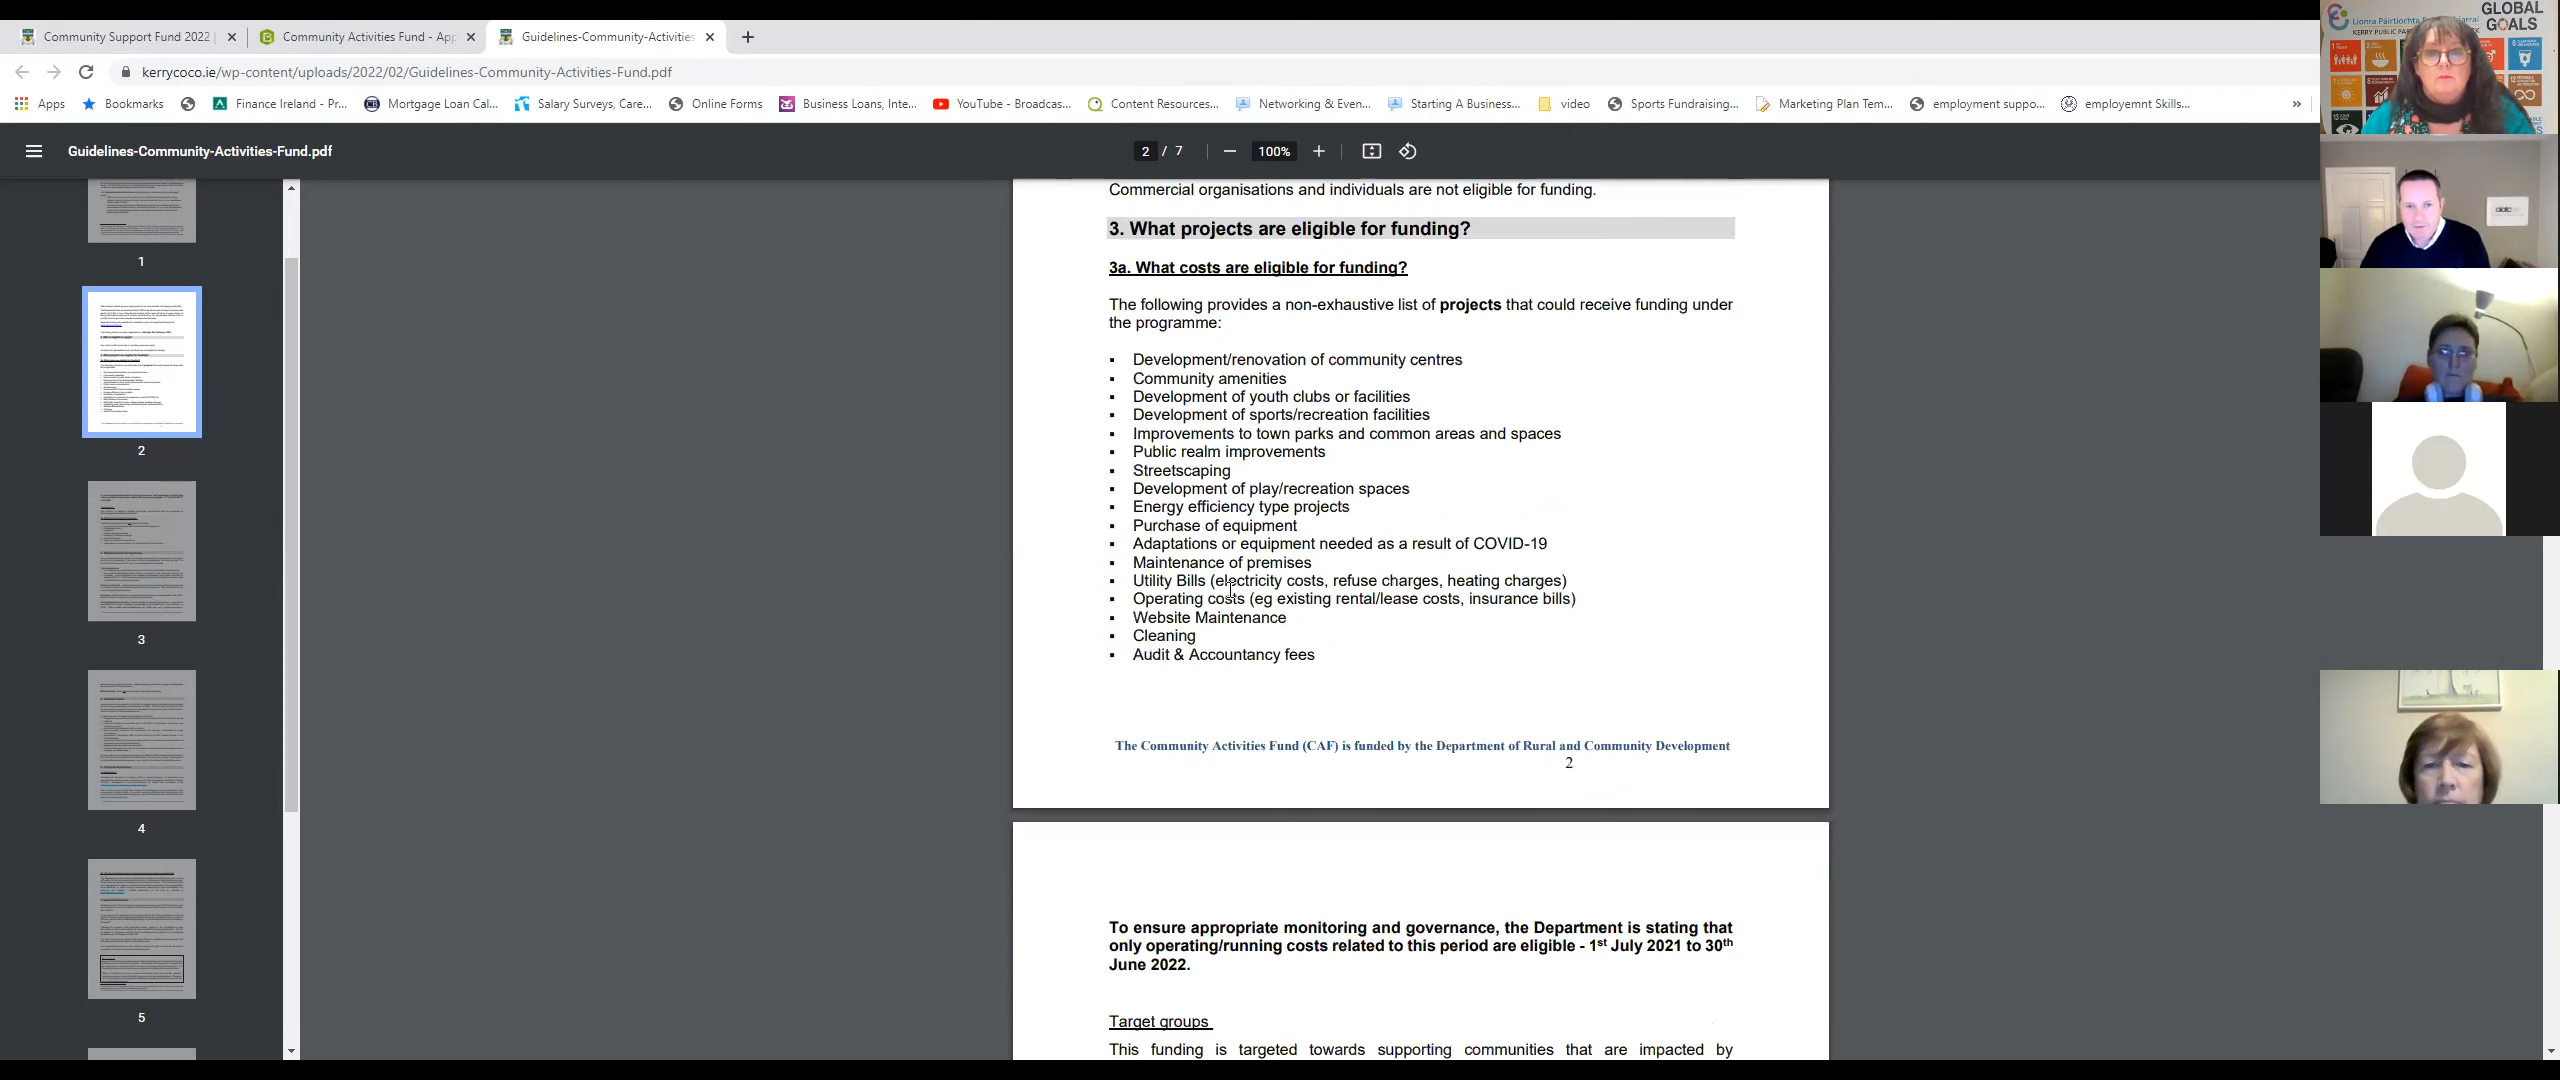 Community Support Fund 2022 |
Community Activities Fund - App
Guidelines-Community-Activities
kerrycoco.ie/wp-content/uploads/2022/02/Guidelines-Community-Activities-Fund.pdf
Apps
Bookmarks
Finance Ireland - Pr...
Mortgage Loan Cal...
Salary Surveys, Care...
Online Forms
Business Loans, Inte...
YouTube - Broadcas...
Content Resources...
Networking & Even...
Starting A Business...
video
Sports Fundraising...
Marketing Plan Tem...
employment suppo...
employemnt Skills...
»
Guidelines-Community-Activities-Fund.pdf
2 / 7
100%
1
2
3
4
5
Commercial organisations and individuals are not eligible for funding.
3. What projects are eligible for funding?
3a. What costs are eligible for funding?
The following provides a non-exhaustive list of projects that could receive funding under
the programme:
▪ Development/renovation of community centres
▪ Community amenities
▪ Development of youth clubs or facilities
▪ Development of sports/recreation facilities
▪ Improvements to town parks and common areas and spaces
▪ Public realm improvements
▪ Streetscaping
▪ Development of play/recreation spaces
▪ Energy efficiency type projects
▪ Purchase of equipment
▪ Adaptations or equipment needed as a result of COVID-19
▪ Maintenance of premises
▪ Utility Bills (electricity costs, refuse charges, heating charges)
▪ Operating costs (eg existing rental/lease costs, insurance bills)
▪ Website Maintenance
▪ Cleaning
▪ Audit & Accountancy fees
The Community Activities Fund (CAF) is funded by the Department of Rural and Community Development
2
To ensure appropriate monitoring and governance, the Department is stating that
only operating/running costs related to this period are eligible - 1st July 2021 to 30th
June 2022.
Target groups
This funding is targeted towards supporting communities that are impacted by
GLOBAL
GOALS
Líonra Páirtíochta
KERRY PUBLIC